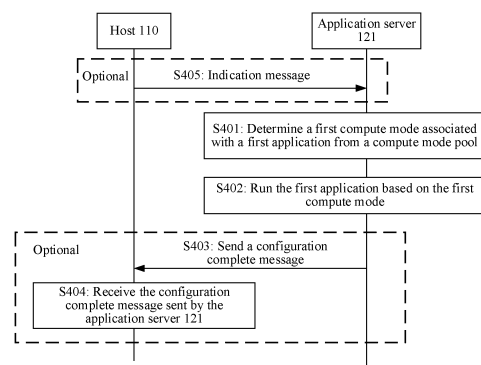 Host 110
Application server
121
Optional
S405: Indication message
S401: Determine a first compute mode associated
with a first application from a compute mode pool
S402: Run the first application based on the first
compute mode
Optional
S403: Send a configuration
complete message
S404: Receive the configuration
complete message sent by the
application server 121